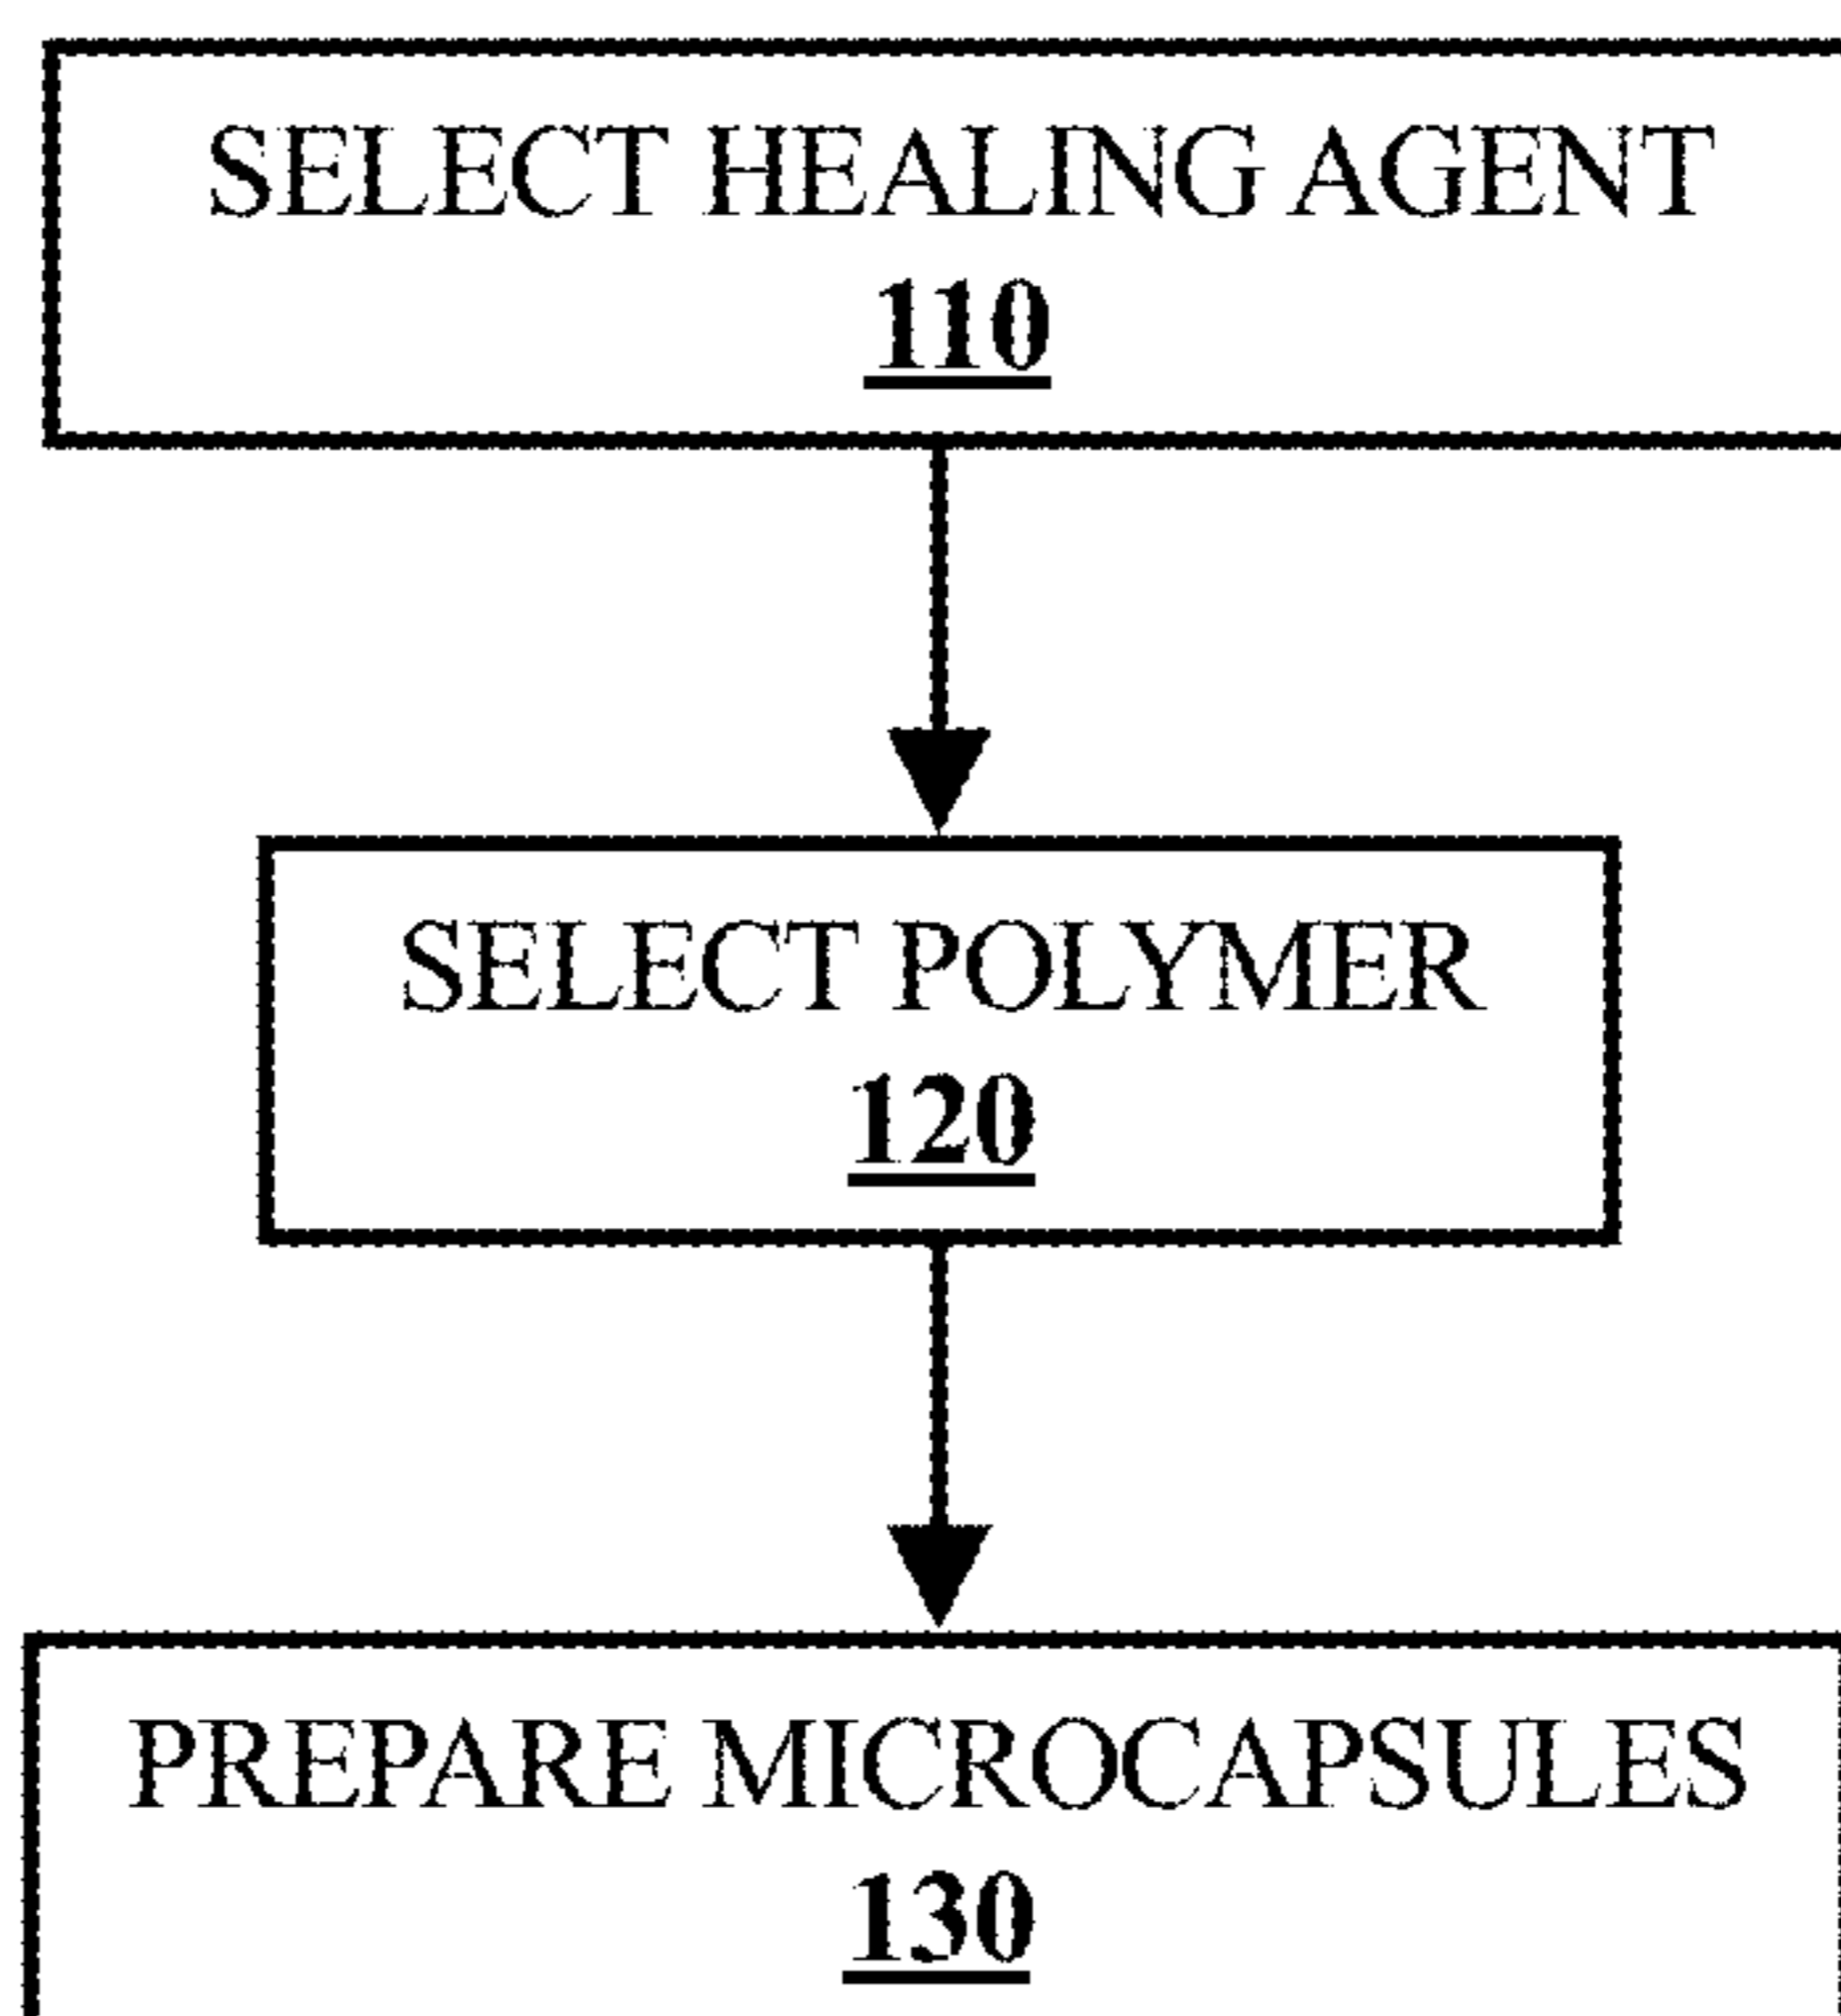 SELECT HEALING AGENT
110
SELECT POLYMER
120
PREPARE MICROCAPSULES
130